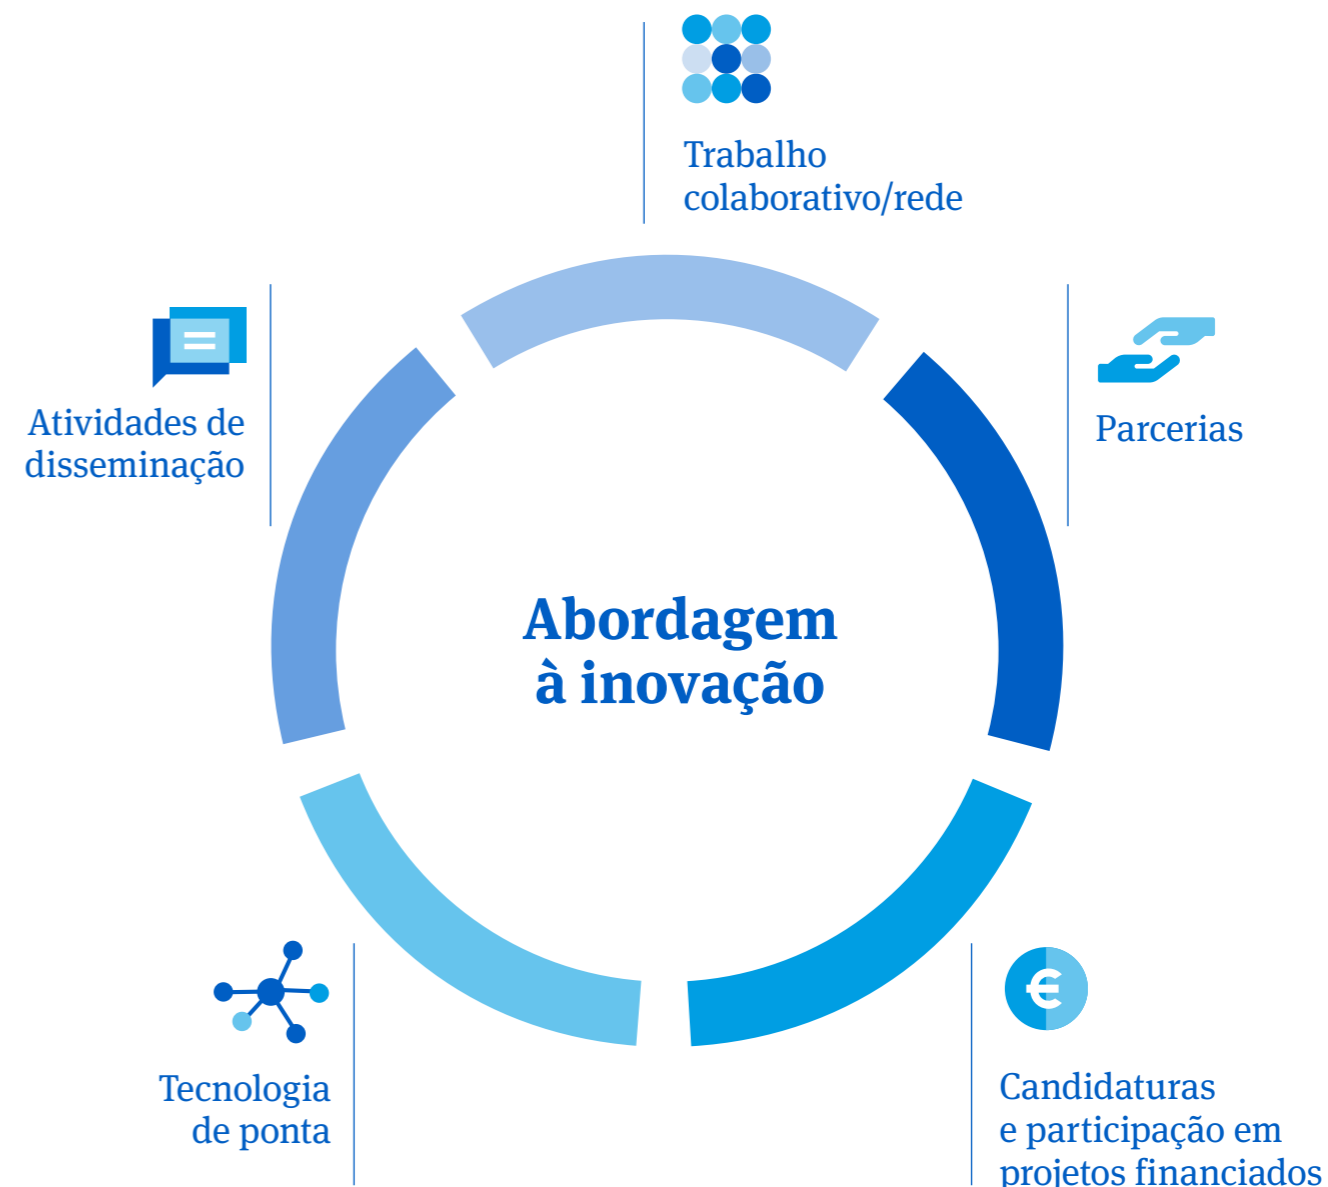 Trabalho
colaborativo/rede
Atividades de
disseminação
Parcerias
Abordagem
à inovação
Tecnologia
de ponta
€
Candidaturas
e participação em
projetos financiados